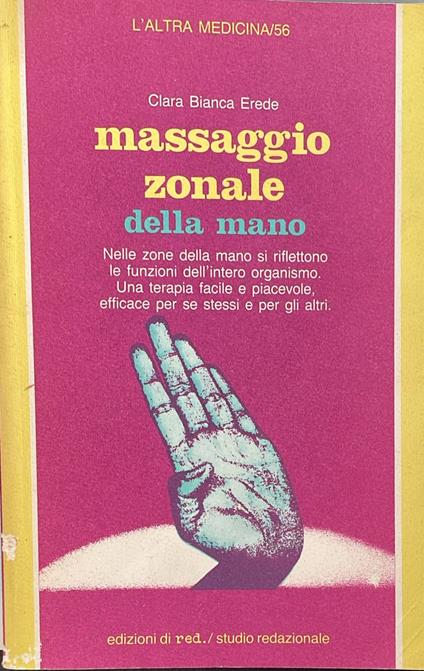 L'ALTRA MEDICINA/56
Clara Bianca Erede
massaggio
zonale
della mano
Nelle zone della mano si riflettono
le funzioni dell'intero organismo.
Una terapia facile e piacevole,
efficace per se stessi e per gli altri.
edizioni di red./ studio redazionale